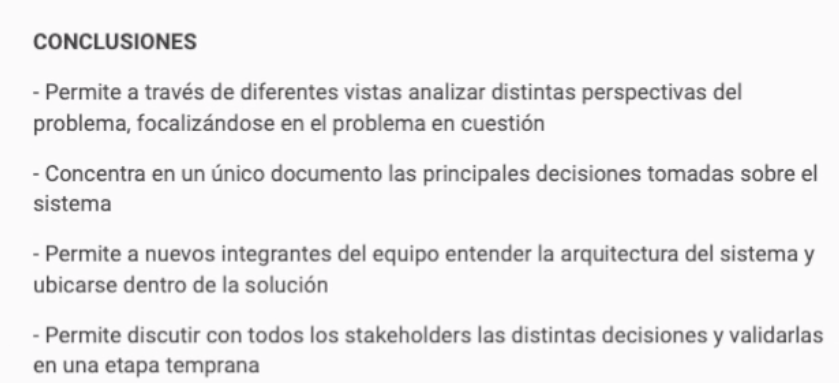 CONCLUSIONES
- Permite a través de diferentes vistas analizar distintas perspectivas del
problema, focalizándose en el problema en cuestión
- Concentra en un único documento las principales decisiones tomadas sobre el
sistema
- Permite a nuevos integrantes del equipo entender la arquitectura del sistema y
ubicarse dentro de la solución
- Permite discutir con todos los stakeholders las distintas decisiones y validarlas
en una etapa temprana